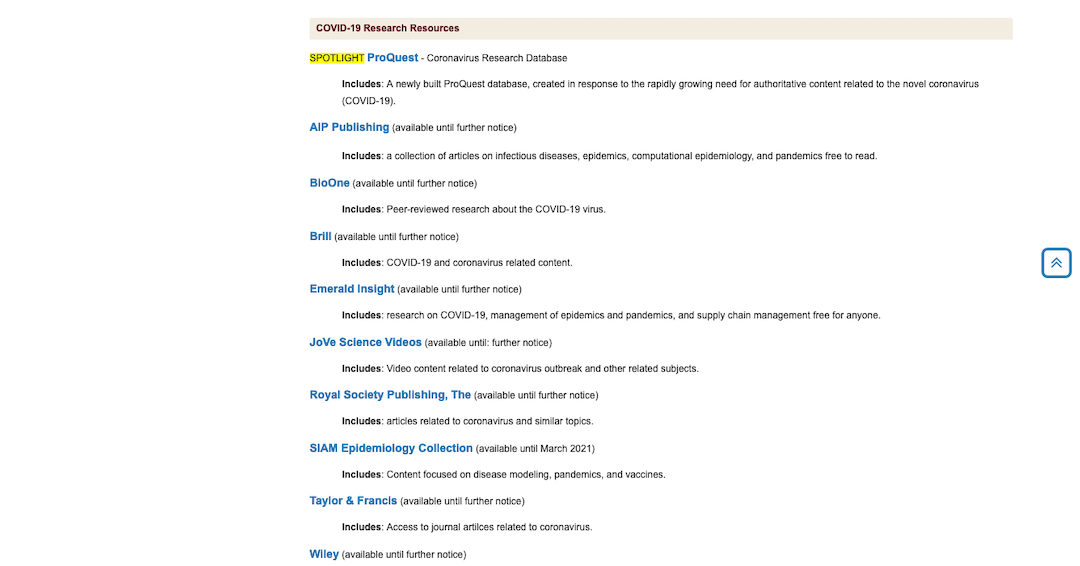 COVID-19 Research Resources
SPOTLIGHT ProQuest - Coronavirus Research Database
Includes: A newly built ProQuest database, created in response to the rapidly growing need for authoritative content related to the novel coronavirus
(COVID-19).
AIP Publishing (available until further notice)
Includes: a collection of articles on infectious diseases, epidemics, computational epidemiology, and pandemics free to read.
BioOne (available until further notice)
Includes: Peer-reviewed research about the COVID-19 virus.
Brill (available until further notice)
Includes: COVID-19 and coronavirus related content.
Emerald Insight (available until further notice)
Includes: research on COVID-19, management of epidemics and pandemics, and supply chain management free for anyone.
JoVe Science Videos (available until: further notice)
Includes: Video content related to coronavirus outbreak and other related subjects.
Royal Society Publishing, The (available until further notice)
Includes: articles related to coronavirus and similar topics.
SIAM Epidemiology Collection (available until March 2021)
Includes: Content focused on disease modeling, pandemics, and vaccines.
Taylor & Francis (available until further notice)
Includes: Access to journal artilces related to coronavirus.
Wiley (available until further notice)